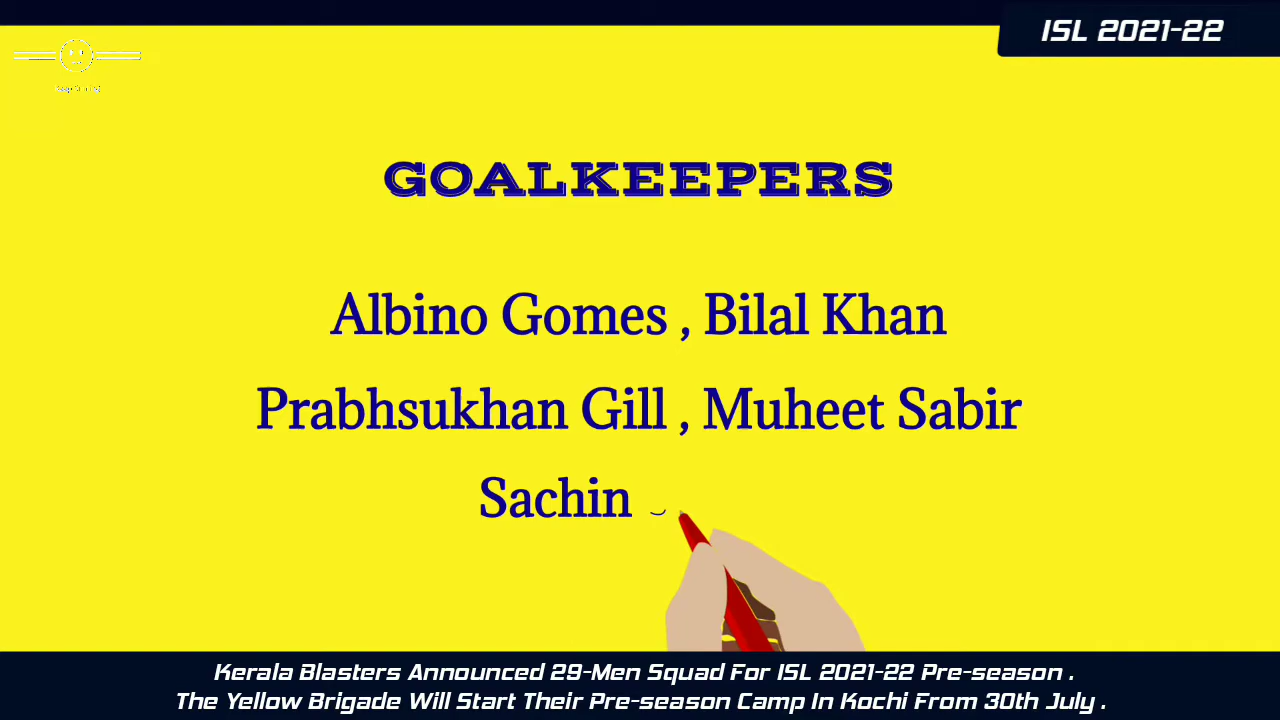 ISL 2021-22
GOALKEEPERS
Albino Gomes , Bilal Khan
Prabhsukhan Gill , Muheet Sabir
Sachin
Kerala Blasters Announced 29-Men Squad For ISL 2021-22 Pre-season .
The Yellow Brigade Will Start Their Pre-season Camp In Kochi From 30th July .